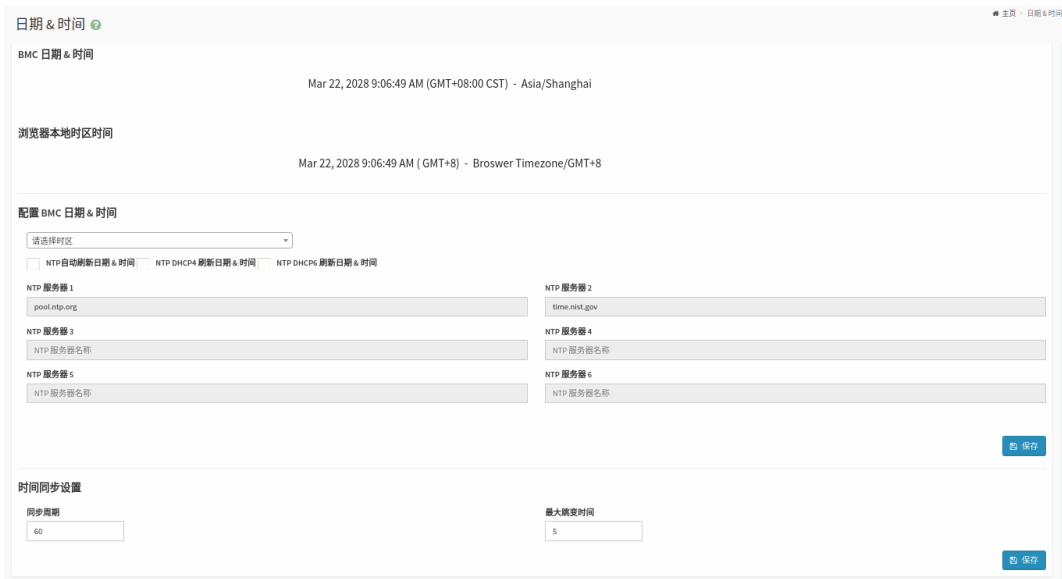 主页 > 日期 & 时间
日期 & 时间
BMC 日期 & 时间
Mar 22, 2028 9:06:49 AM (GMT+08:00 CST) - Asia/Shanghai
浏览器本地时区时间
Mar 22, 2028 9:06:49 AM ( GMT+8) - Broswer Timezone/GMT+8
配置 BMC 日期 & 时间
请选择时区
NTP自动刷新日期 & 时间 NTP DHCP4 刷新日期 & 时间 NTP DHCP6 刷新日期 & 时间
NTP 服务器 1 NTP 服务器 2
pool.ntp.org time.nist.gov
NTP 服务器 3 NTP 服务器 4
NTP 服务器名称 NTP 服务器名称
NTP 服务器 5 NTP 服务器 6
NTP 服务器名称 NTP 服务器名称
保存
时间同步设置
同步周期 最大跳变时间
60 5
保存